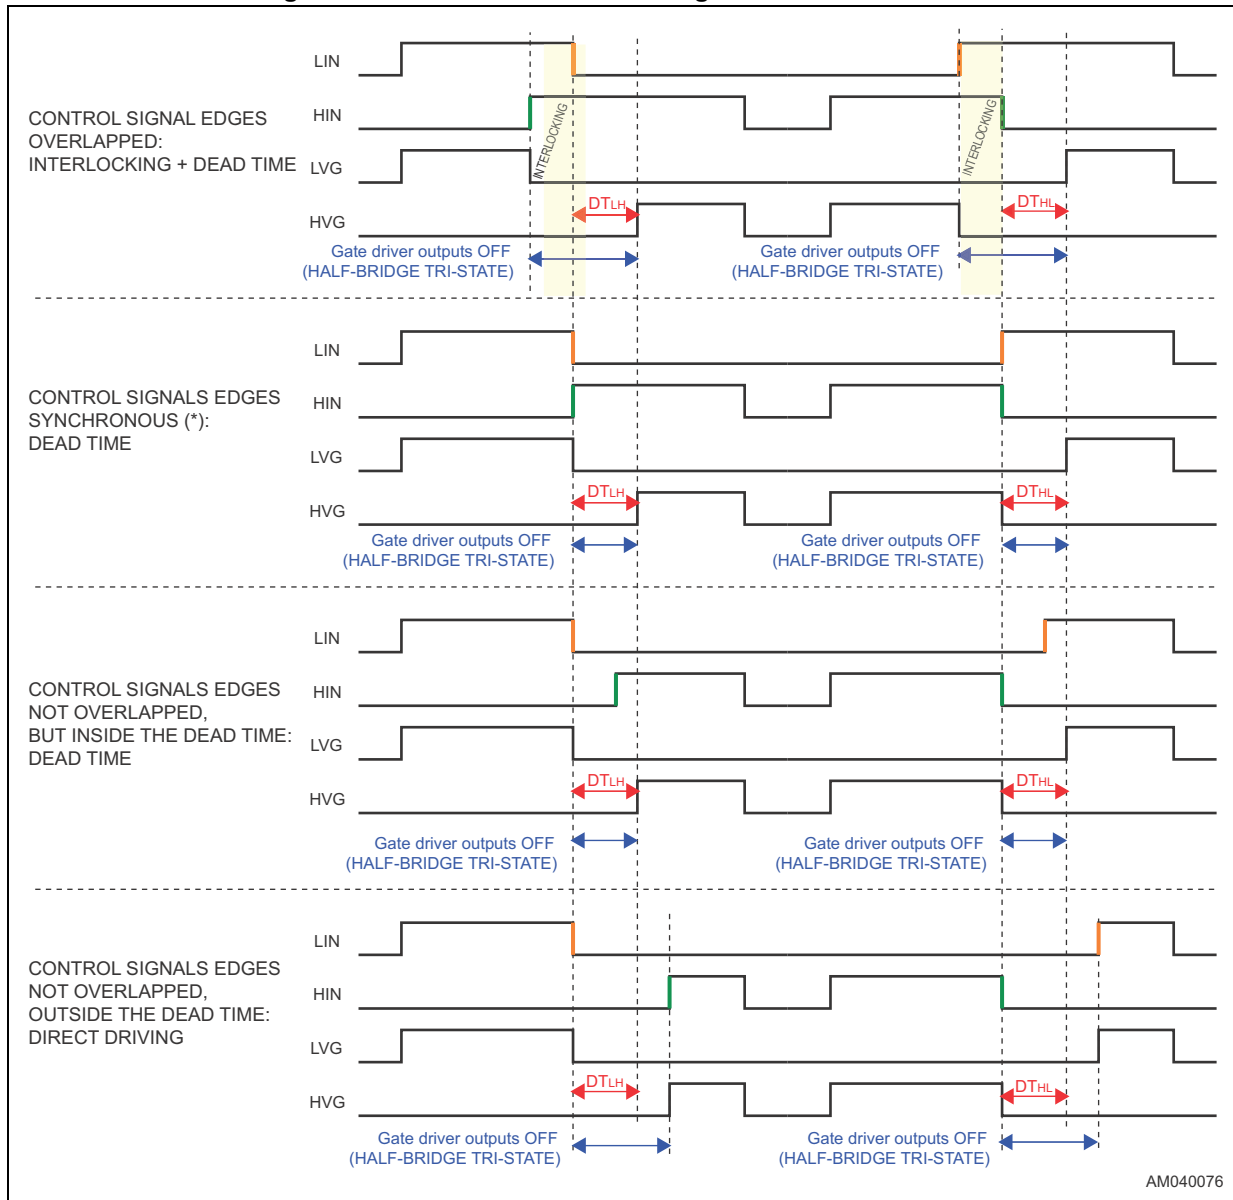 LIN
HIN
CONTROL SIGNAL EDGES
OVERLAPPED:
INTERLOCKING + DEAD TIME
LVG
HVG
INTERLOCKING
INTERLOCKING
DTLH
DTHL
Gate driver outputs OFF
(HALF-BRIDGE TRI-STATE)
Gate driver outputs OFF
(HALF-BRIDGE TRI-STATE)
LIN
CONTROL SIGNALS EDGES
SYNCHRONOUS (*):
DEAD TIME
HIN
LVG
HVG
DTLH
DTHL
Gate driver outputs OFF
(HALF-BRIDGE TRI-STATE)
Gate driver outputs OFF
(HALF-BRIDGE TRI-STATE)
LIN
CONTROL SIGNALS EDGES
NOT OVERLAPPED,
BUT INSIDE THE DEAD TIME:
DEAD TIME
HIN
LVG
HVG
DTLH
DTHL
Gate driver outputs OFF
(HALF-BRIDGE TRI-STATE)
Gate driver outputs OFF
(HALF-BRIDGE TRI-STATE)
LIN
CONTROL SIGNALS EDGES
NOT OVERLAPPED,
OUTSIDE THE DEAD TIME:
DIRECT DRIVING
HIN
LVG
HVG
DTLH
DTHL
Gate driver outputs OFF
(HALF-BRIDGE TRI-STATE)
Gate driver outputs OFF
(HALF-BRIDGE TRI-STATE)
AM040076